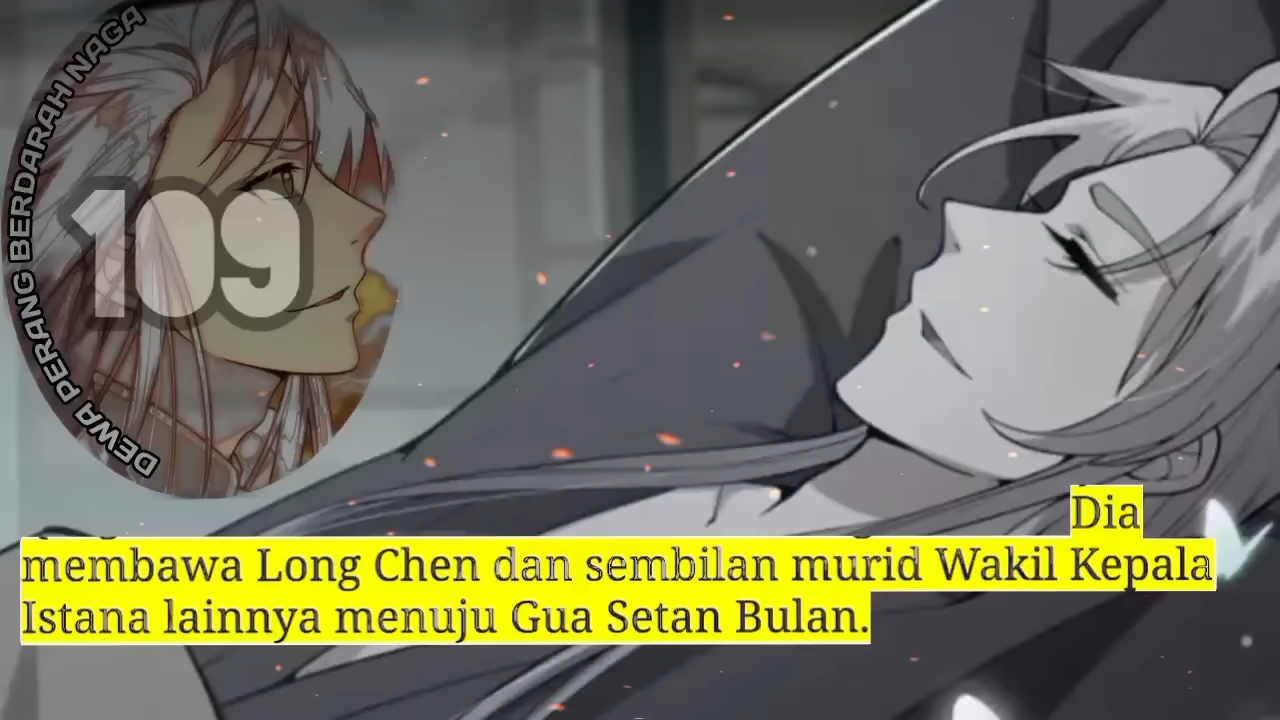 DEWA PERANG BERDARAH NAGA
109
Dia
membawa Long Chen dan sembilan murid Wakil Kepala
Istana lainnya menuju Gua Setan Bulan.